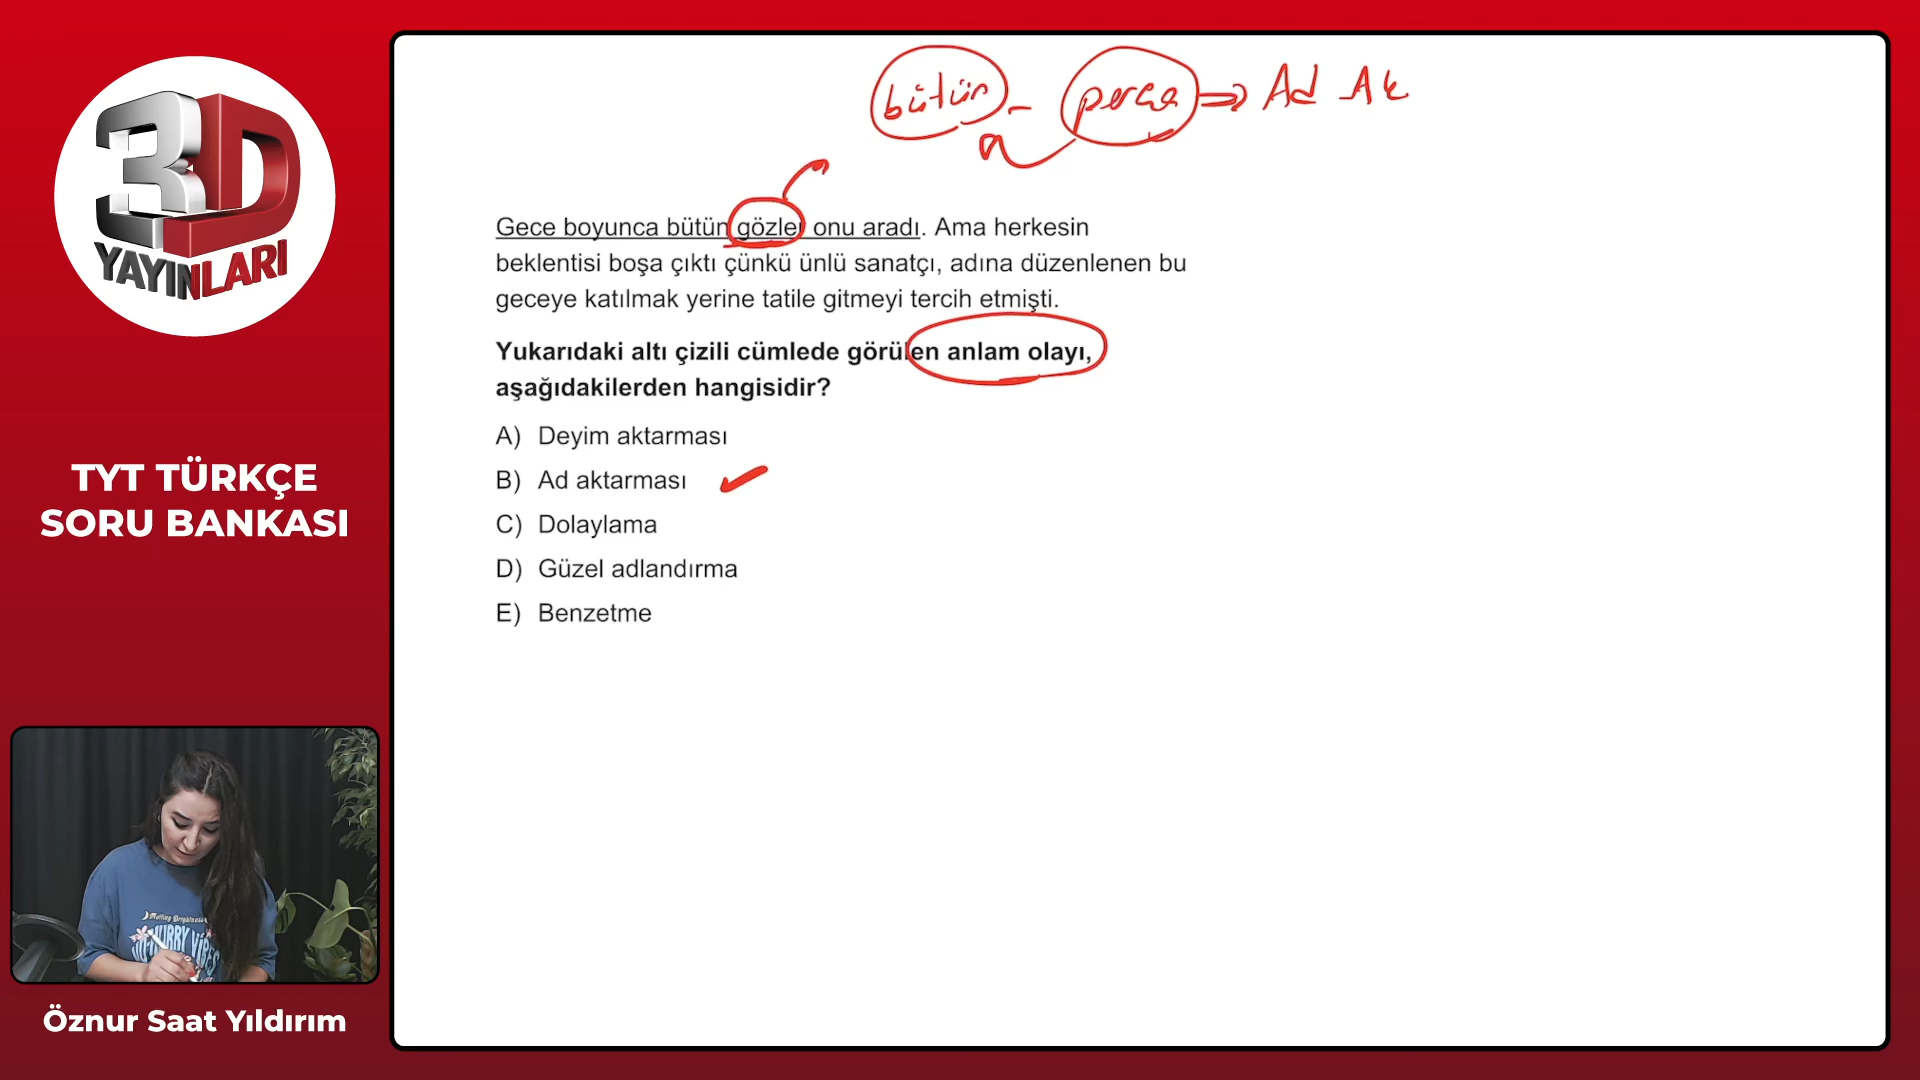 3D
YAYINLARI
TYT TÜRKÇE
SORU BANKASI
Öznur Saat Yıldırım
bütün - parça ⇒ Ad Ak
Gece boyunca bütün gözler onu aradı. Ama herkesin
beklentisi boşa çıktı çünkü ünlü sanatçı, adına düzenlenen bu
geceye katılmak yerine tatile gitmeyi tercih etmişti.
Yukarıdaki altı çizili cümlede görülen anlam olayı,
aşağıdakilerden hangisidir?
A) Deyim aktarması
B) Ad aktarması
C) Dolaylama
D) Güzel adlandırma
E) Benzetme